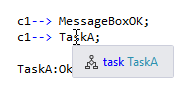 c1--> MessageBoxOK;
c1--> TaskA;
task TaskA
TaskA:Ok